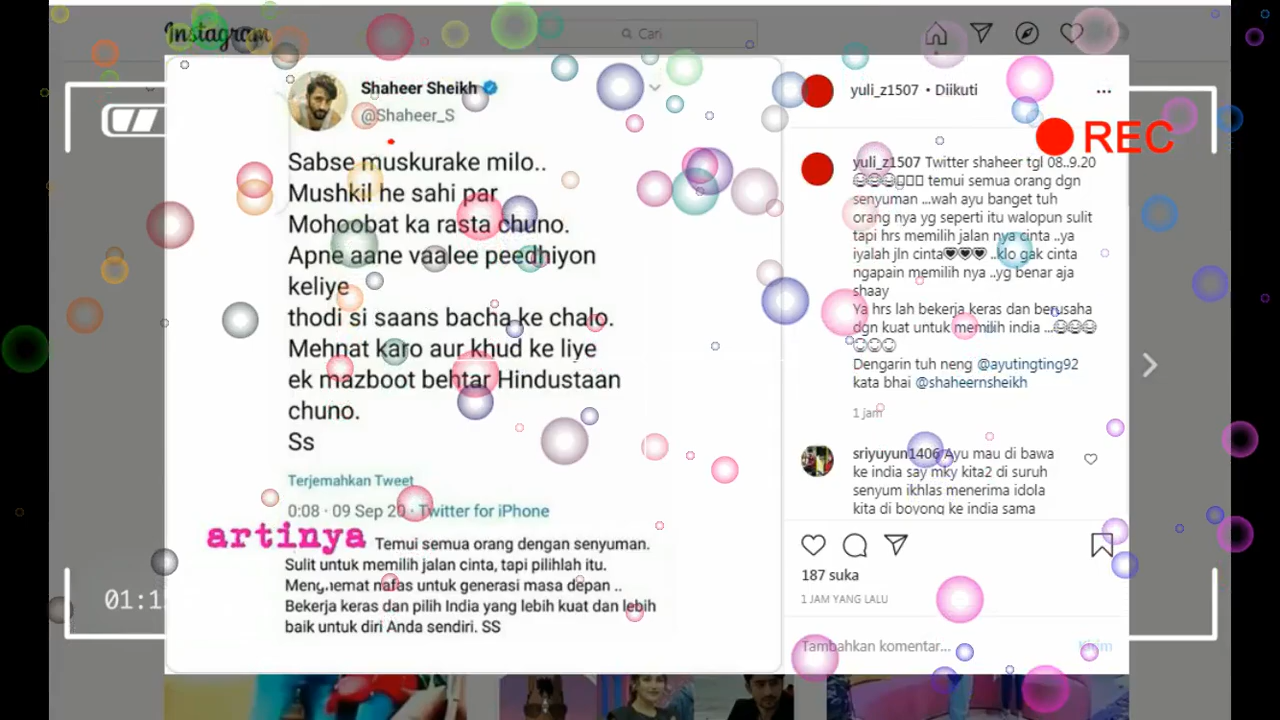 Instagram
Cari
Shaheer Sheikh
@Shaheer_S
Sabse muskurake milo..
Mushkil he sahi par
Mohoobat ka rasta chuno.
Apne aane vaalee peedhiyon
keliye
thodi si saans bacha ke chalo.
Mehnat karo aur khud ke liye
ek mazboot behtar Hindustaan
chuno.
Ss
Terjemahkan Tweet
0:08 · 09 Sep 20 · Twitter for iPhone
artinya Temui semua orang dengan senyuman.
Sulit untuk memilih jalan cinta, tapi pilihlah itu.
Menghemat nafas untuk generasi masa depan ..
Bekerja keras dan pilih India yang lebih kuat dan lebih
baik untuk diri Anda sendiri. SS
yuli_z1507 • Diikuti
REC
yuli_z1507 Twitter shaheer tgl 08..9.20
😂😂😂 temui semua orang dgn
senyuman ...wah ayu banget tuh
orang nya yg seperti itu walopun sulit
tapi hrs memilih jalan nya cinta ..ya
iyalah jln cinta🖤🖤🖤 ..klo gak cinta
ngapain memilih nya ..yg benar aja
shaay
Ya hrs lah bekerja keras dan berusaha
dgn kuat untuk memilih india ...😂😂😂
Dengarin tuh neng @ayutingting92
kata bhai @shaheernsheikh
1 jam
sriyuyun1406 Ayu mau di bawa
ke india say mky kita2 di suruh
senyum ikhlas menerima idola
kita di boyong ke india sama
187 suka
1 JAM YANG LALU
Tambahkan komentar...
Kirim